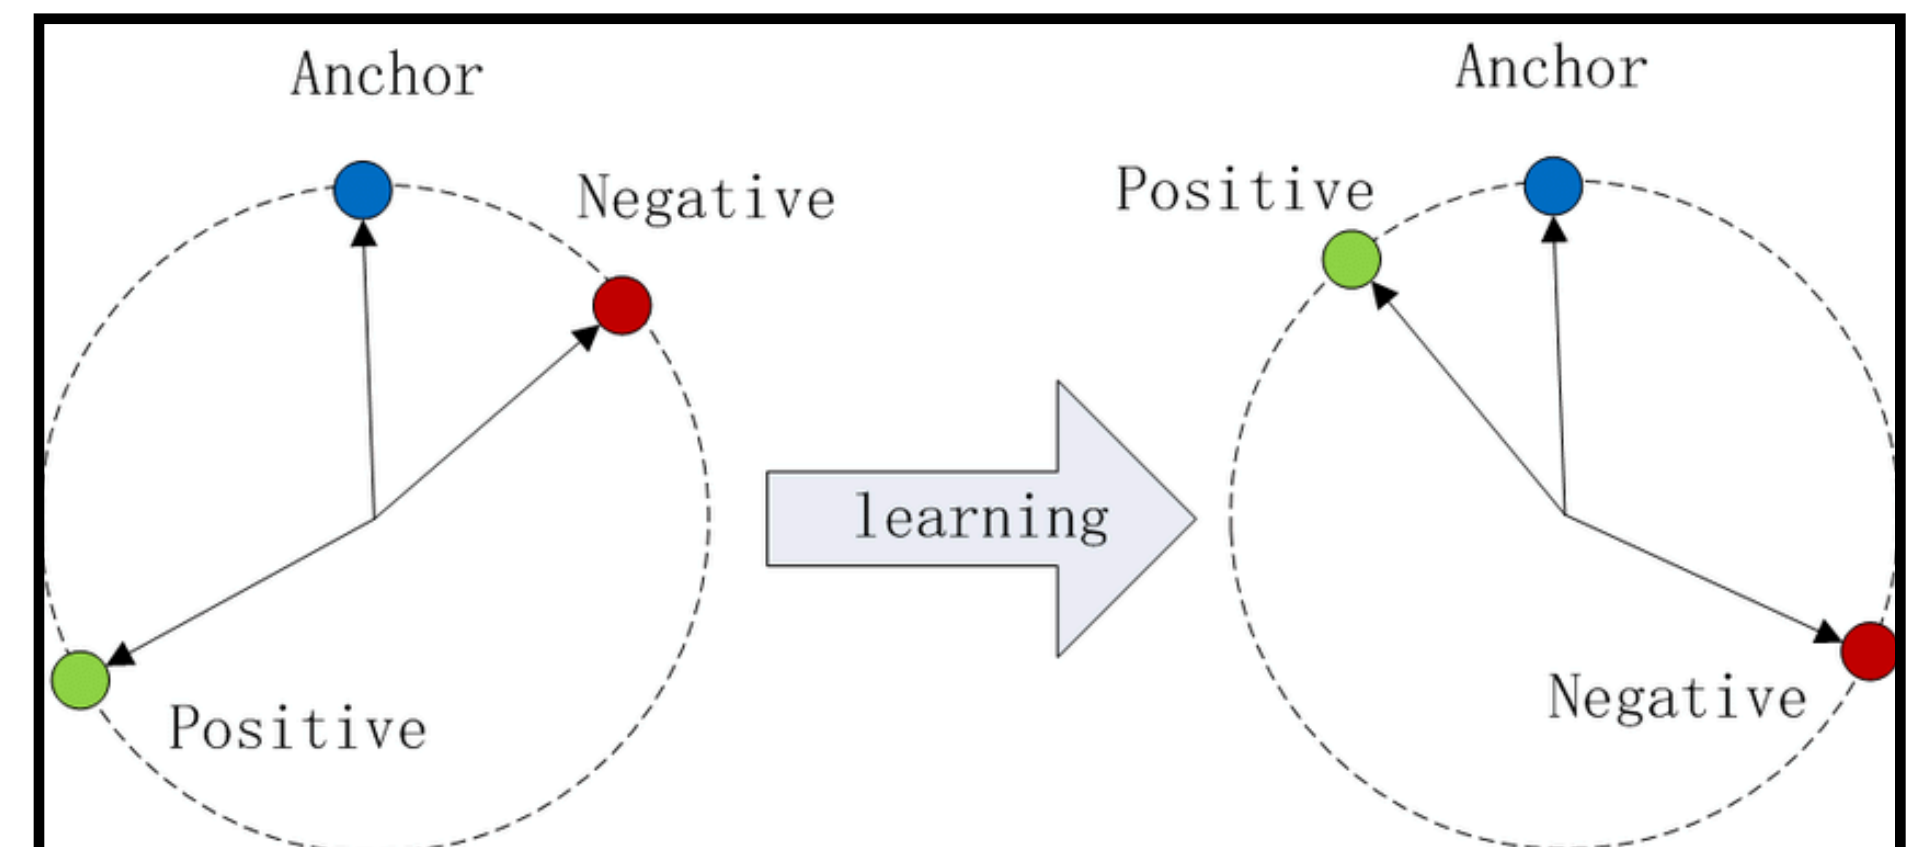 Anchor
Negative
Positive
learning
Anchor
Positive
Negative